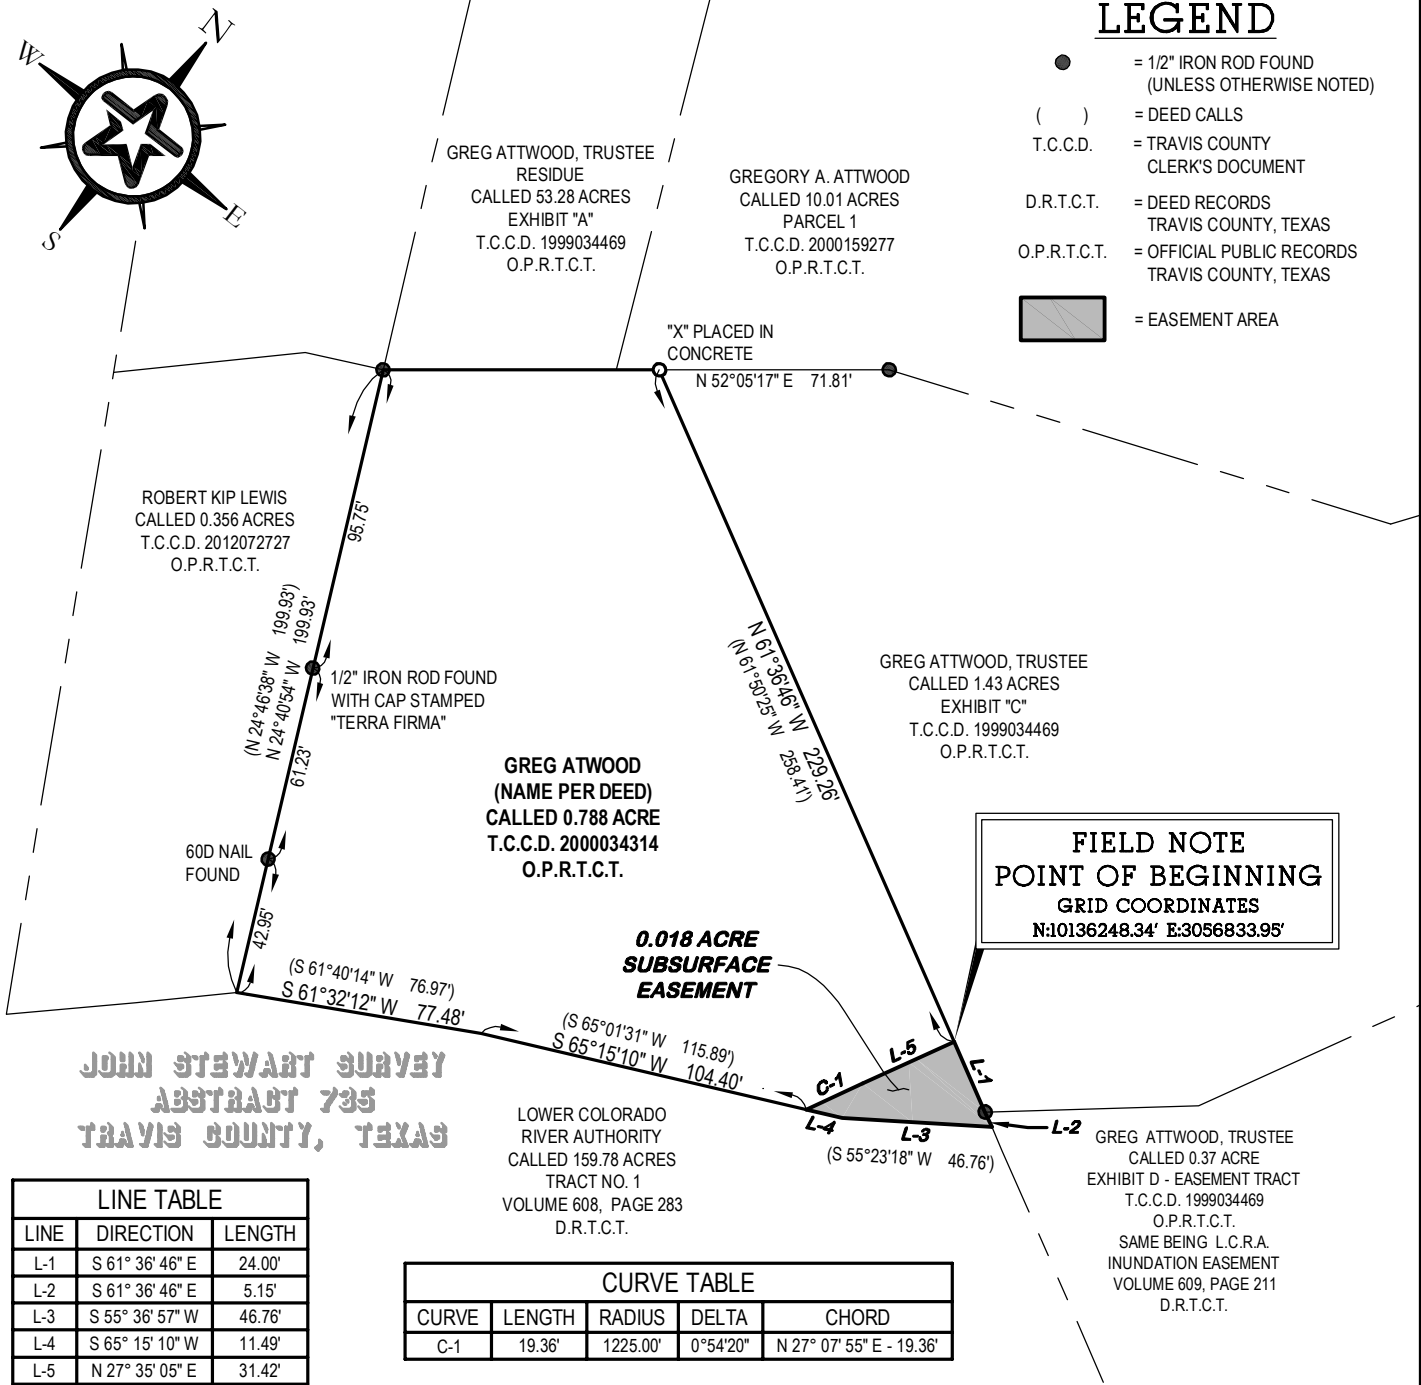 N
W
E
S
LEGEND
= 1/2" IRON ROD FOUND
(UNLESS OTHERWISE NOTED)
( ) = DEED CALLS
T.C.C.D. = TRAVIS COUNTY
CLERK'S DOCUMENT
D.R.T.C.T. = DEED RECORDS
TRAVIS COUNTY, TEXAS
O.P.R.T.C.T. = OFFICIAL PUBLIC RECORDS
TRAVIS COUNTY, TEXAS
= EASEMENT AREA
GREG ATTWOOD, TRUSTEE
RESIDUE
CALLED 53.28 ACRES
EXHIBIT "A"
T.C.C.D. 1999034469
O.P.R.T.C.T.
GREGORY A. ATTWOOD
CALLED 10.01 ACRES
PARCEL 1
T.C.C.D. 2000159277
O.P.R.T.C.T.
"X" PLACED IN
CONCRETE
N 52°05'17" E 71.81'
ROBERT KIP LEWIS
CALLED 0.356 ACRES
T.C.C.D. 2012072727
O.P.R.T.C.T.
95.75'
(N 24°46'38" W 199.93')
N 24°40'54" W 199.93'
1/2" IRON ROD FOUND
WITH CAP STAMPED
"TERRA FIRMA"
61.23'
60D NAIL
FOUND
42.95'
N 61°36'46" W 229.26'
(N 61°50'25" W 258.41')
GREG ATTWOOD, TRUSTEE
CALLED 1.43 ACRES
EXHIBIT "C"
T.C.C.D. 1999034469
O.P.R.T.C.T.
GREG ATWOOD
(NAME PER DEED)
CALLED 0.788 ACRE
T.C.C.D. 2000034314
O.P.R.T.C.T.
FIELD NOTE
POINT OF BEGINNING
GRID COORDINATES
N:10136248.34' E:3056833.95'
0.018 ACRE
SUBSURFACE
EASEMENT
(S 61°40'14" W 76.97')
S 61°32'12" W 77.48'
(S 65°01'31" W 115.89')
S 65°15'10" W 104.40'
C-1
L-5
L-1
L-4
L-3
L-2
(S 55°23'18" W 46.76')
JOHN STEWART SURVEY
ABSTRACT 735
TRAVIS COUNTY, TEXAS
LOWER COLORADO
RIVER AUTHORITY
CALLED 159.78 ACRES
TRACT NO. 1
VOLUME 608, PAGE 283
D.R.T.C.T.
GREG ATTWOOD, TRUSTEE
CALLED 0.37 ACRE
EXHIBIT D - EASEMENT TRACT
T.C.C.D. 1999034469
O.P.R.T.C.T.
SAME BEING L.C.R.A.
INUNDATION EASEMENT
VOLUME 609, PAGE 211
D.R.T.C.T.
LINE TABLE
LINE DIRECTION LENGTH
L-1 S 61° 36' 46" E 24.00'
L-2 S 61° 36' 46" E 5.15'
L-3 S 55° 36' 57" W 46.76'
L-4 S 65° 15' 10" W 11.49'
L-5 N 27° 35' 05" E 31.42'
CURVE TABLE
CURVE LENGTH RADIUS DELTA CHORD
C-1 19.36' 1225.00' 0°54'20" N 27° 07' 55" E - 19.36'